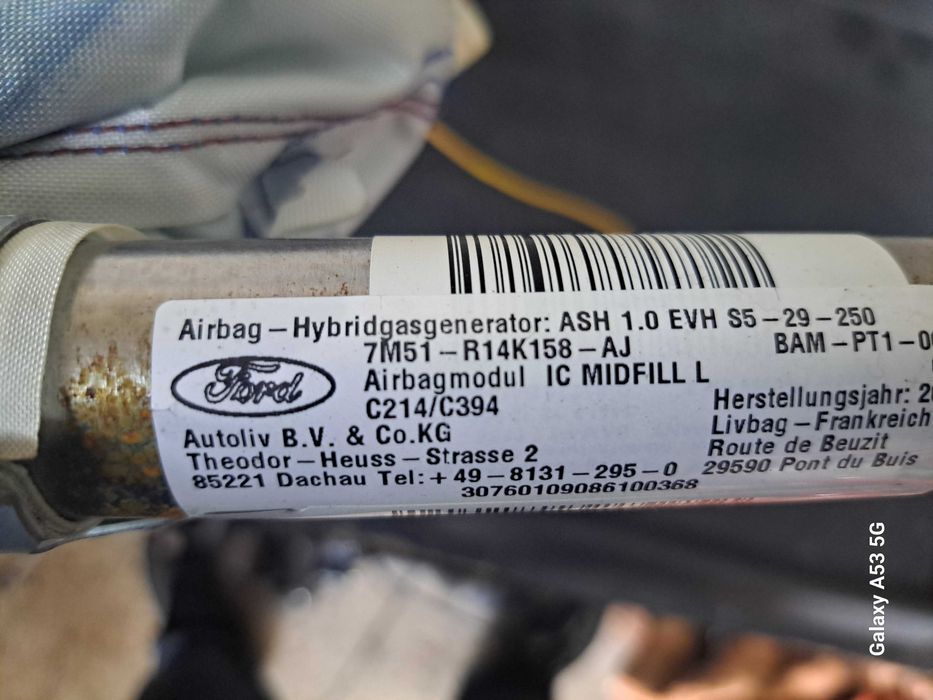 Airbag – Hybridgasgenerator: ASH 1.0 EVH S5 – 29 – 250
7M51 – R14K158 – AJ
BAM – PT1 –
Ford
Airbagmodul IC MIDFILL L
C214/C394
Herstellungsjahr:
Autoliv B.V. & Co.KG
Livbag – Frankreich
Theodor – Heuss – Strasse 2
Route de Beuzit
85221 Dachau Tel: + 49 – 8131 – 295 – 0
29590 Pont du Buis
30760109086100368
Galaxy A53 5G